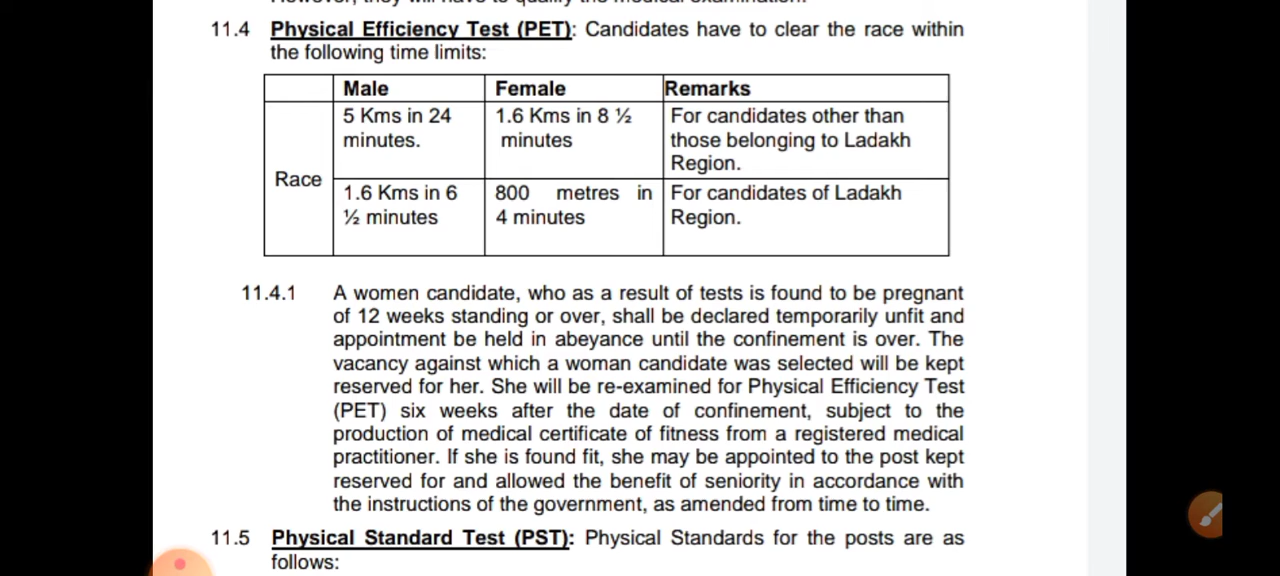 However, they will have to qualify the medical examination.
11.4 Physical Efficiency Test (PET): Candidates have to clear the race within
the following time limits:
Male Female Remarks
Race
5 Kms in 24
minutes.
1.6 Kms in 8 ½
minutes
For candidates other than
those belonging to Ladakh
Region.
1.6 Kms in 6
½ minutes
800 metres in
4 minutes
For candidates of Ladakh
Region.
11.4.1 A women candidate, who as a result of tests is found to be pregnant
of 12 weeks standing or over, shall be declared temporarily unfit and
appointment be held in abeyance until the confinement is over. The
vacancy against which a woman candidate was selected will be kept
reserved for her. She will be re-examined for Physical Efficiency Test
(PET) six weeks after the date of confinement, subject to the
production of medical certificate of fitness from a registered medical
practitioner. If she is found fit, she may be appointed to the post kept
reserved for and allowed the benefit of seniority in accordance with
the instructions of the government, as amended from time to time.
11.5 Physical Standard Test (PST): Physical Standards for the posts are as
follows: